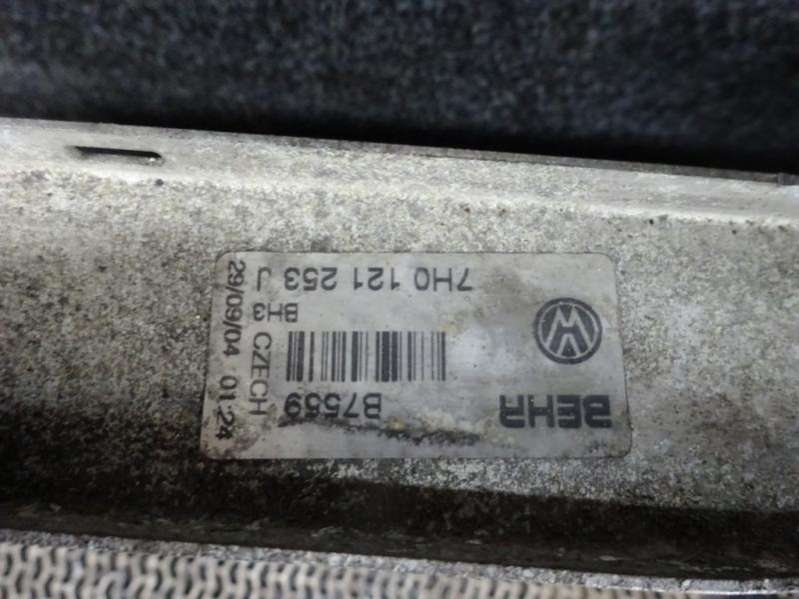 BEHR B7559
CZECH
BH3
7H0 121 253 J
29/09/04 01:24